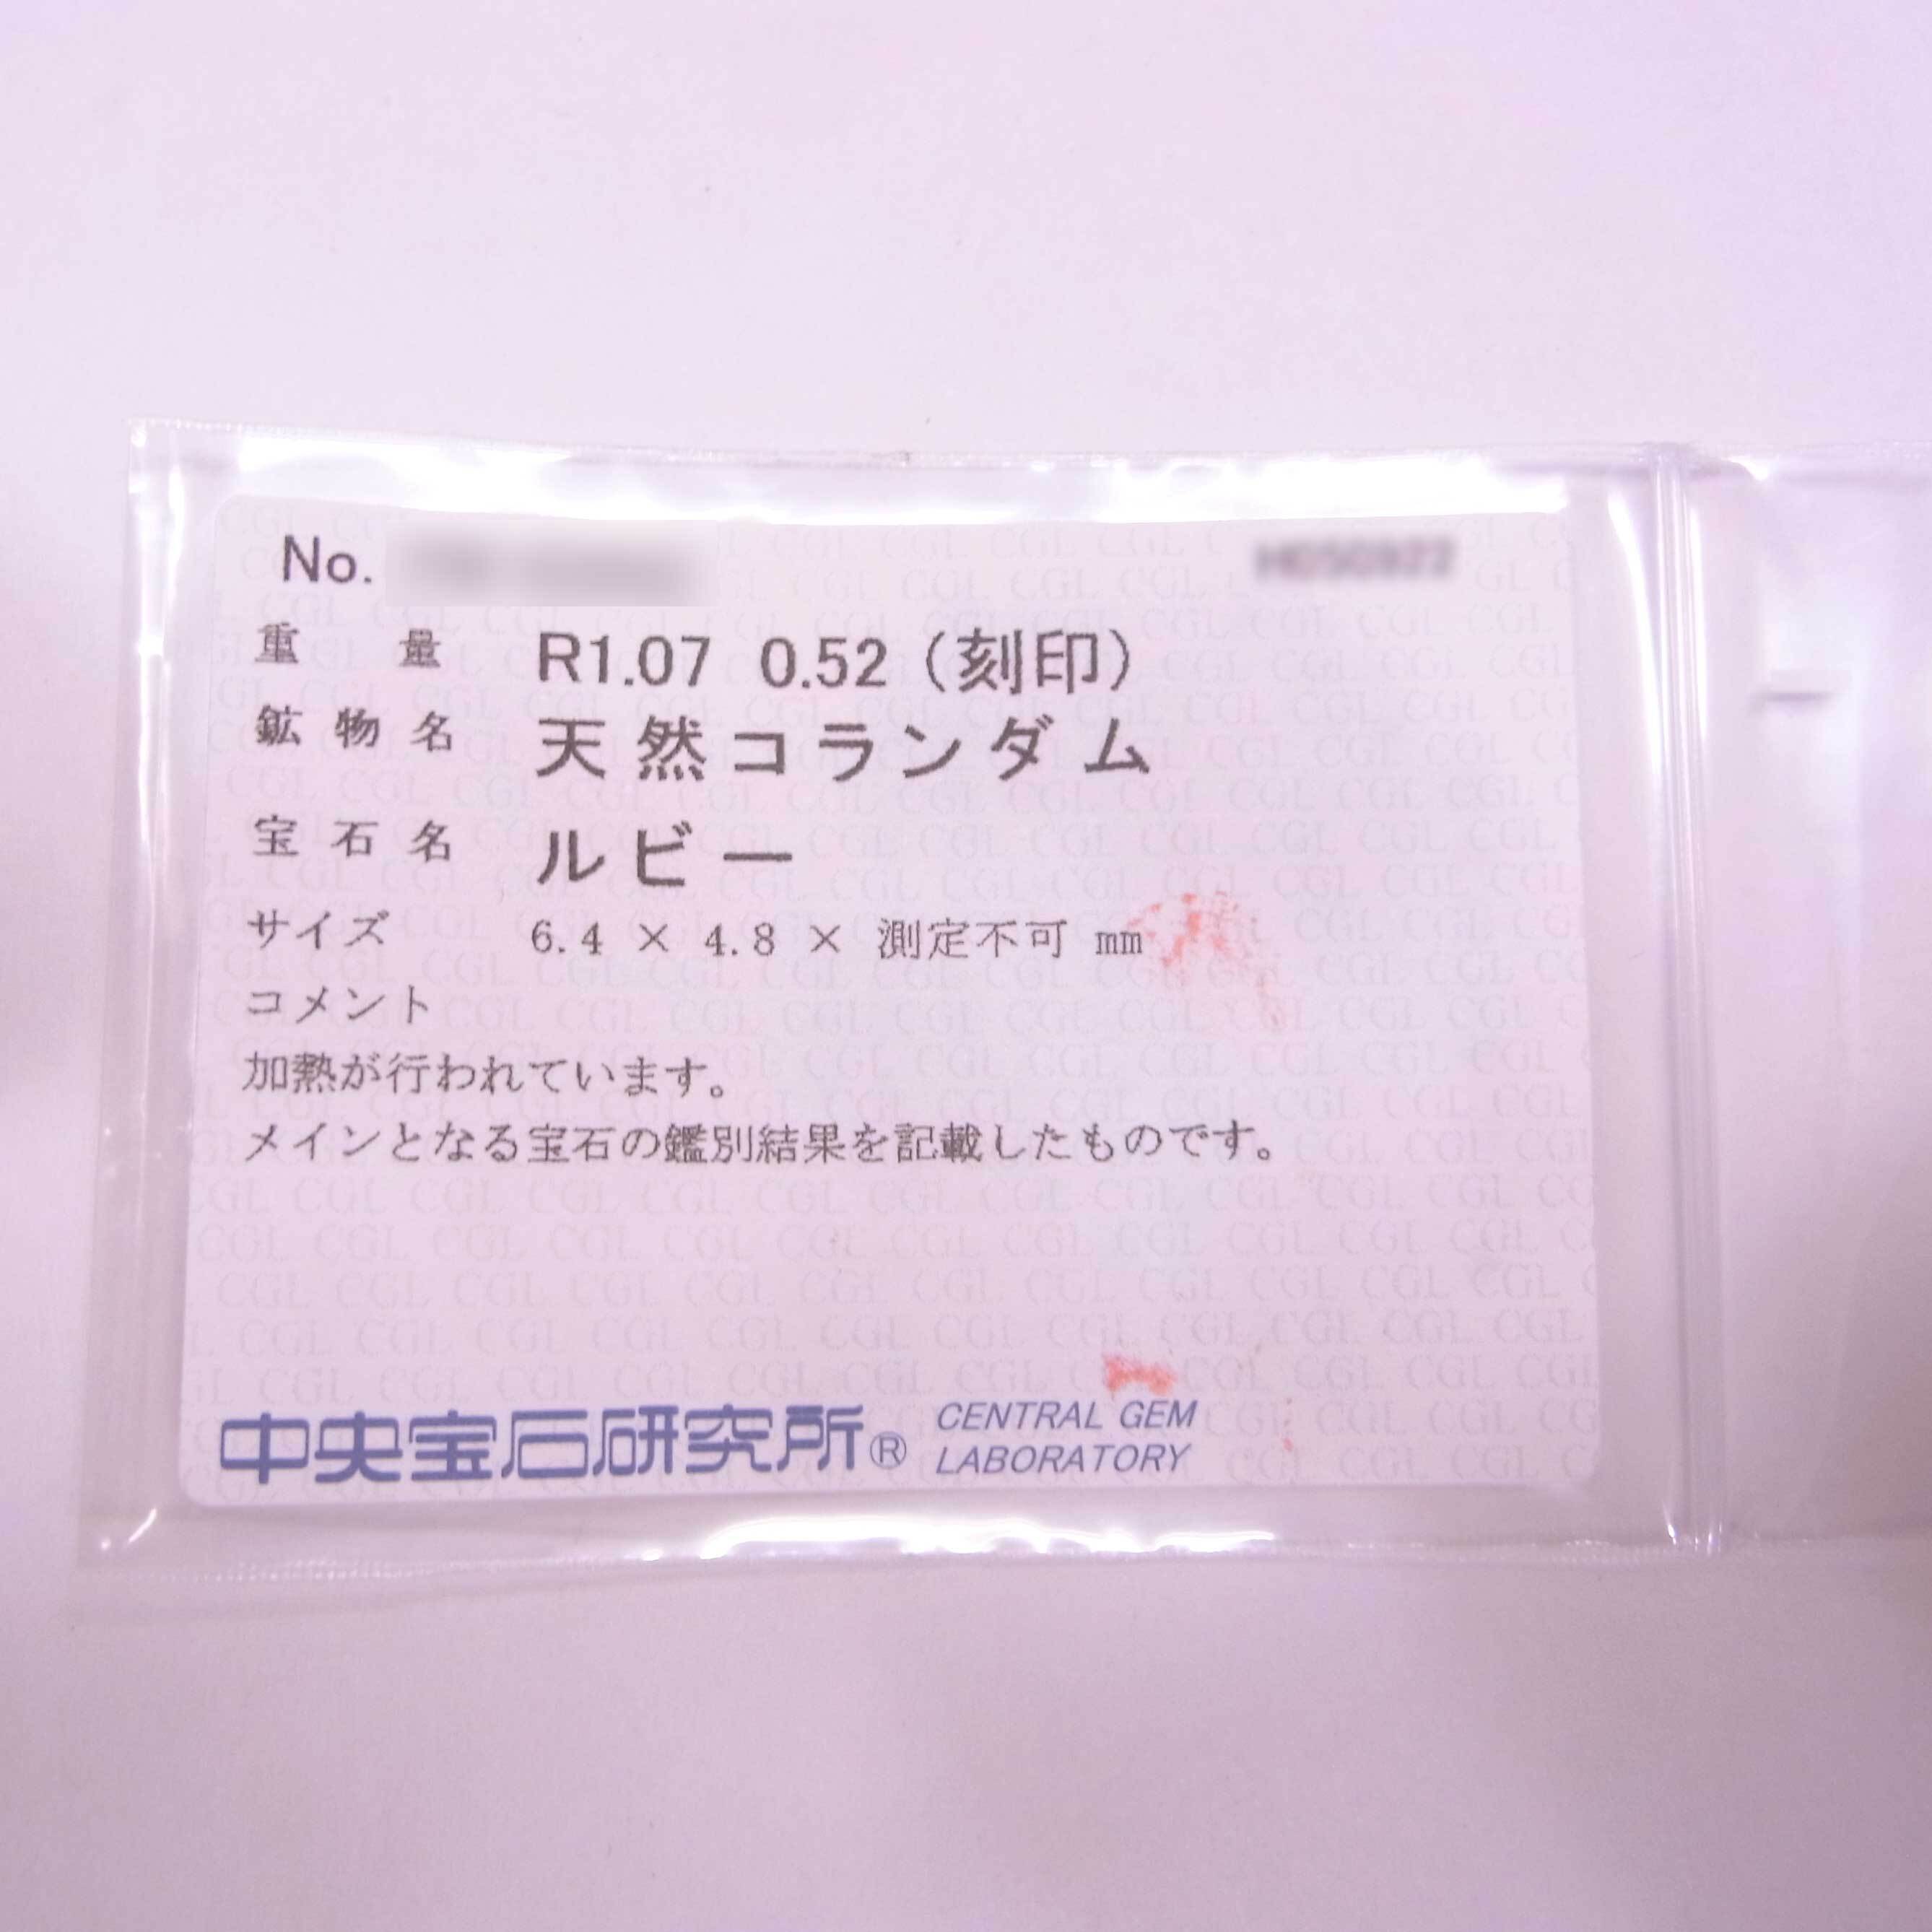 No.
重量 R1.07 0.52 (刻印)
鉱物名 天然コランダム
宝石名 ルビー
サイズ 6.4 × 4.8 × 測定不可 mm
コメント
加熱が行われています。
メインとなる宝石の鑑別結果を記載したものです。
中央宝石研究所® CENTRAL GEM
LABORATORY